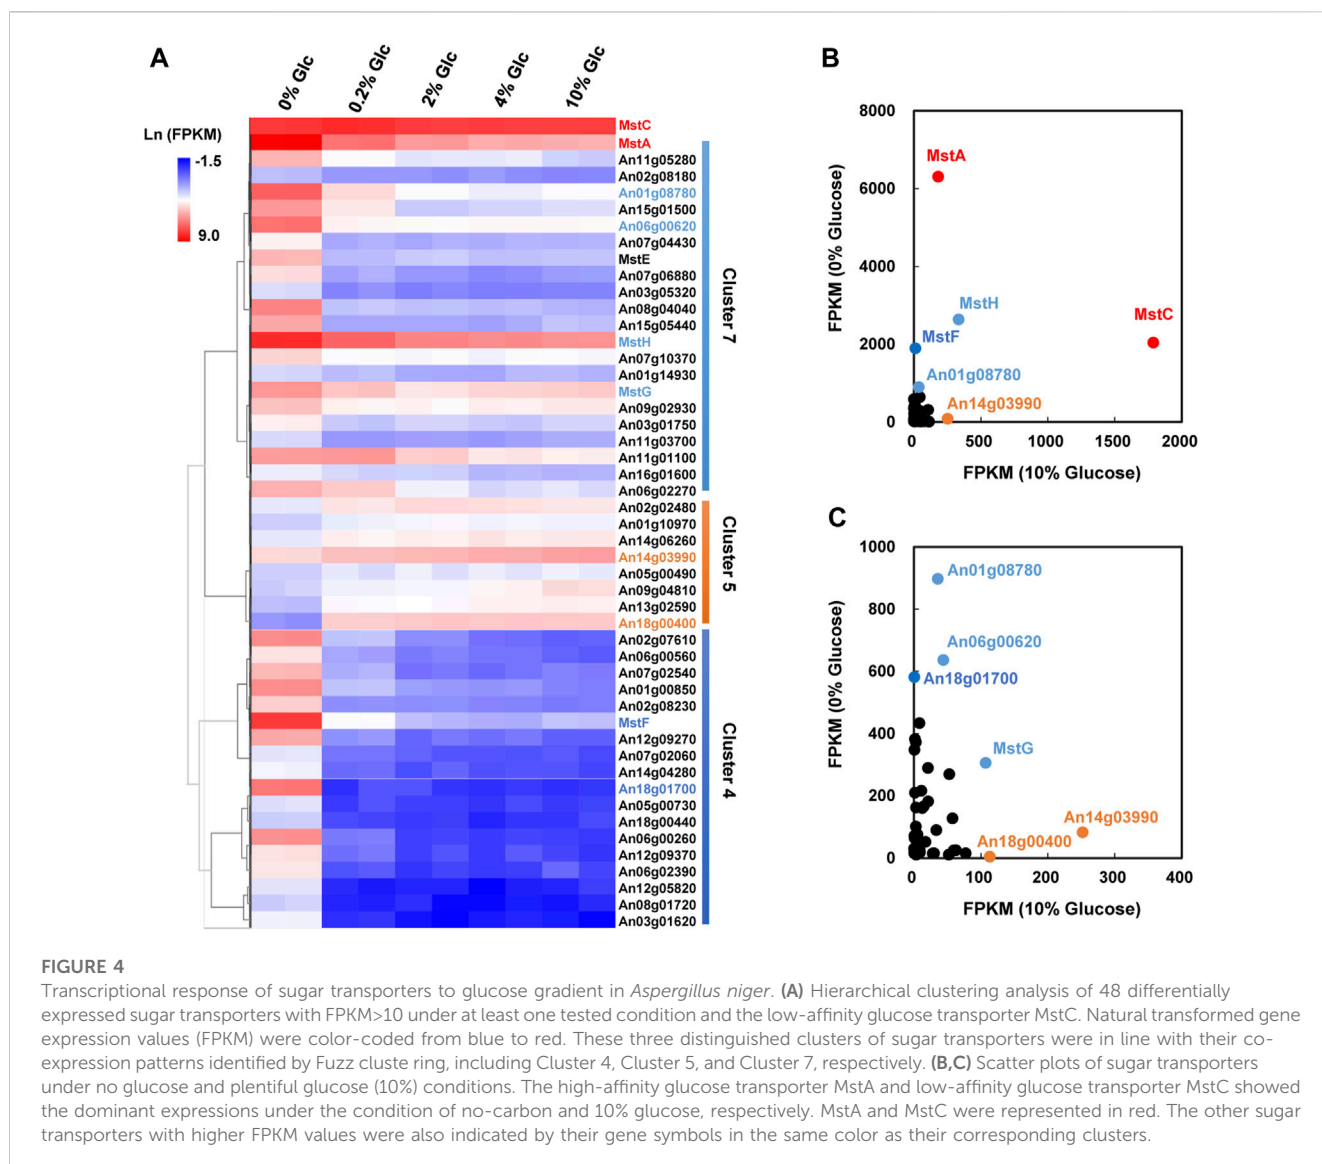 A
0% Glc
0.2% Glc
2% Glc
4% Glc
10% Glc
Ln (FPKM)
-1.5
9.0
MstC
MstA
An11g05280
An02g08180
An01g08780
An15g01500
An06g00620
An07g04430
MstE
An07g06880
An03g05320
An08g04040
An15g05440
MstH
An07g10370
An01g14930
MstG
An09g02930
An03g01750
An11g03700
An11g01100
An16g01600
An06g02270
An02g02480
An01g10970
An14g06260
An14g03990
An05g00490
An09g04810
An13g02590
An18g00400
An02g07610
An06g00560
An07g02540
An01g00850
An02g08230
MstF
An12g09270
An07g02060
An14g04280
An18g01700
An05g00730
An18g00440
An06g00260
An12g09370
An06g02390
An12g05820
An08g01720
An03g01620
Cluster 7
Cluster 5
Cluster 4
B
FPKM (0% Glucose)
8000
6000
4000
2000
0
MstA
MstH
MstC
MstF
An01g08780
An14g03990
0 500 1000 1500 2000
FPKM (10% Glucose)
C
FPKM (0% Glucose)
1000
800
600
400
200
0
An01g08780
An06g00620
An18g01700
MstG
An14g03990
An18g00400
0 100 200 300 400
FPKM (10% Glucose)
FIGURE 4
Transcriptional response of sugar transporters to glucose gradient in Aspergillus niger. (A) Hierarchical clustering analysis of 48 differentially
expressed sugar transporters with FPKM>10 under at least one tested condition and the low-affinity glucose transporter MstC. Natural transformed gene
expression values (FPKM) were color-coded from blue to red. These three distinguished clusters of sugar transporters were in line with their co-
expression patterns identified by Fuzz cluste ring, including Cluster 4, Cluster 5, and Cluster 7, respectively. (B,C) Scatter plots of sugar transporters
under no glucose and plentiful glucose (10%) conditions. The high-affinity glucose transporter MstA and low-affinity glucose transporter MstC showed
the dominant expressions under the condition of no-carbon and 10% glucose, respectively. MstA and MstC were represented in red. The other sugar
transporters with higher FPKM values were also indicated by their gene symbols in the same color as their corresponding clusters.